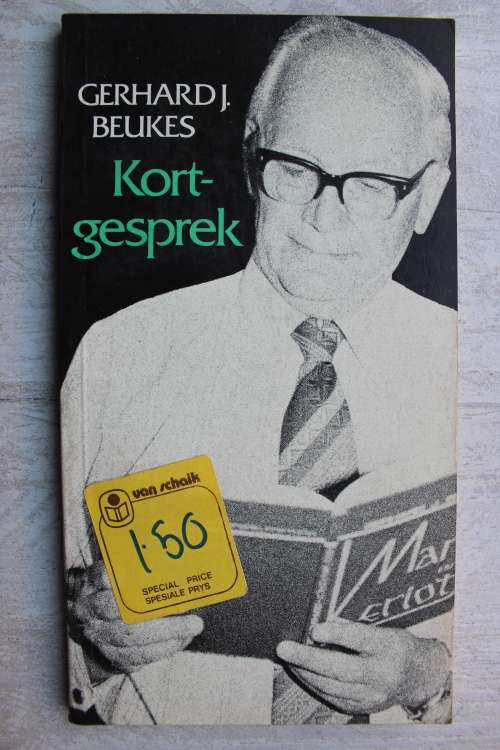 GERHARD J.
BEUKES
Kort-
gesprek
van schaik
1.50
SPECIAL PRICE
SPESIALE PRYS